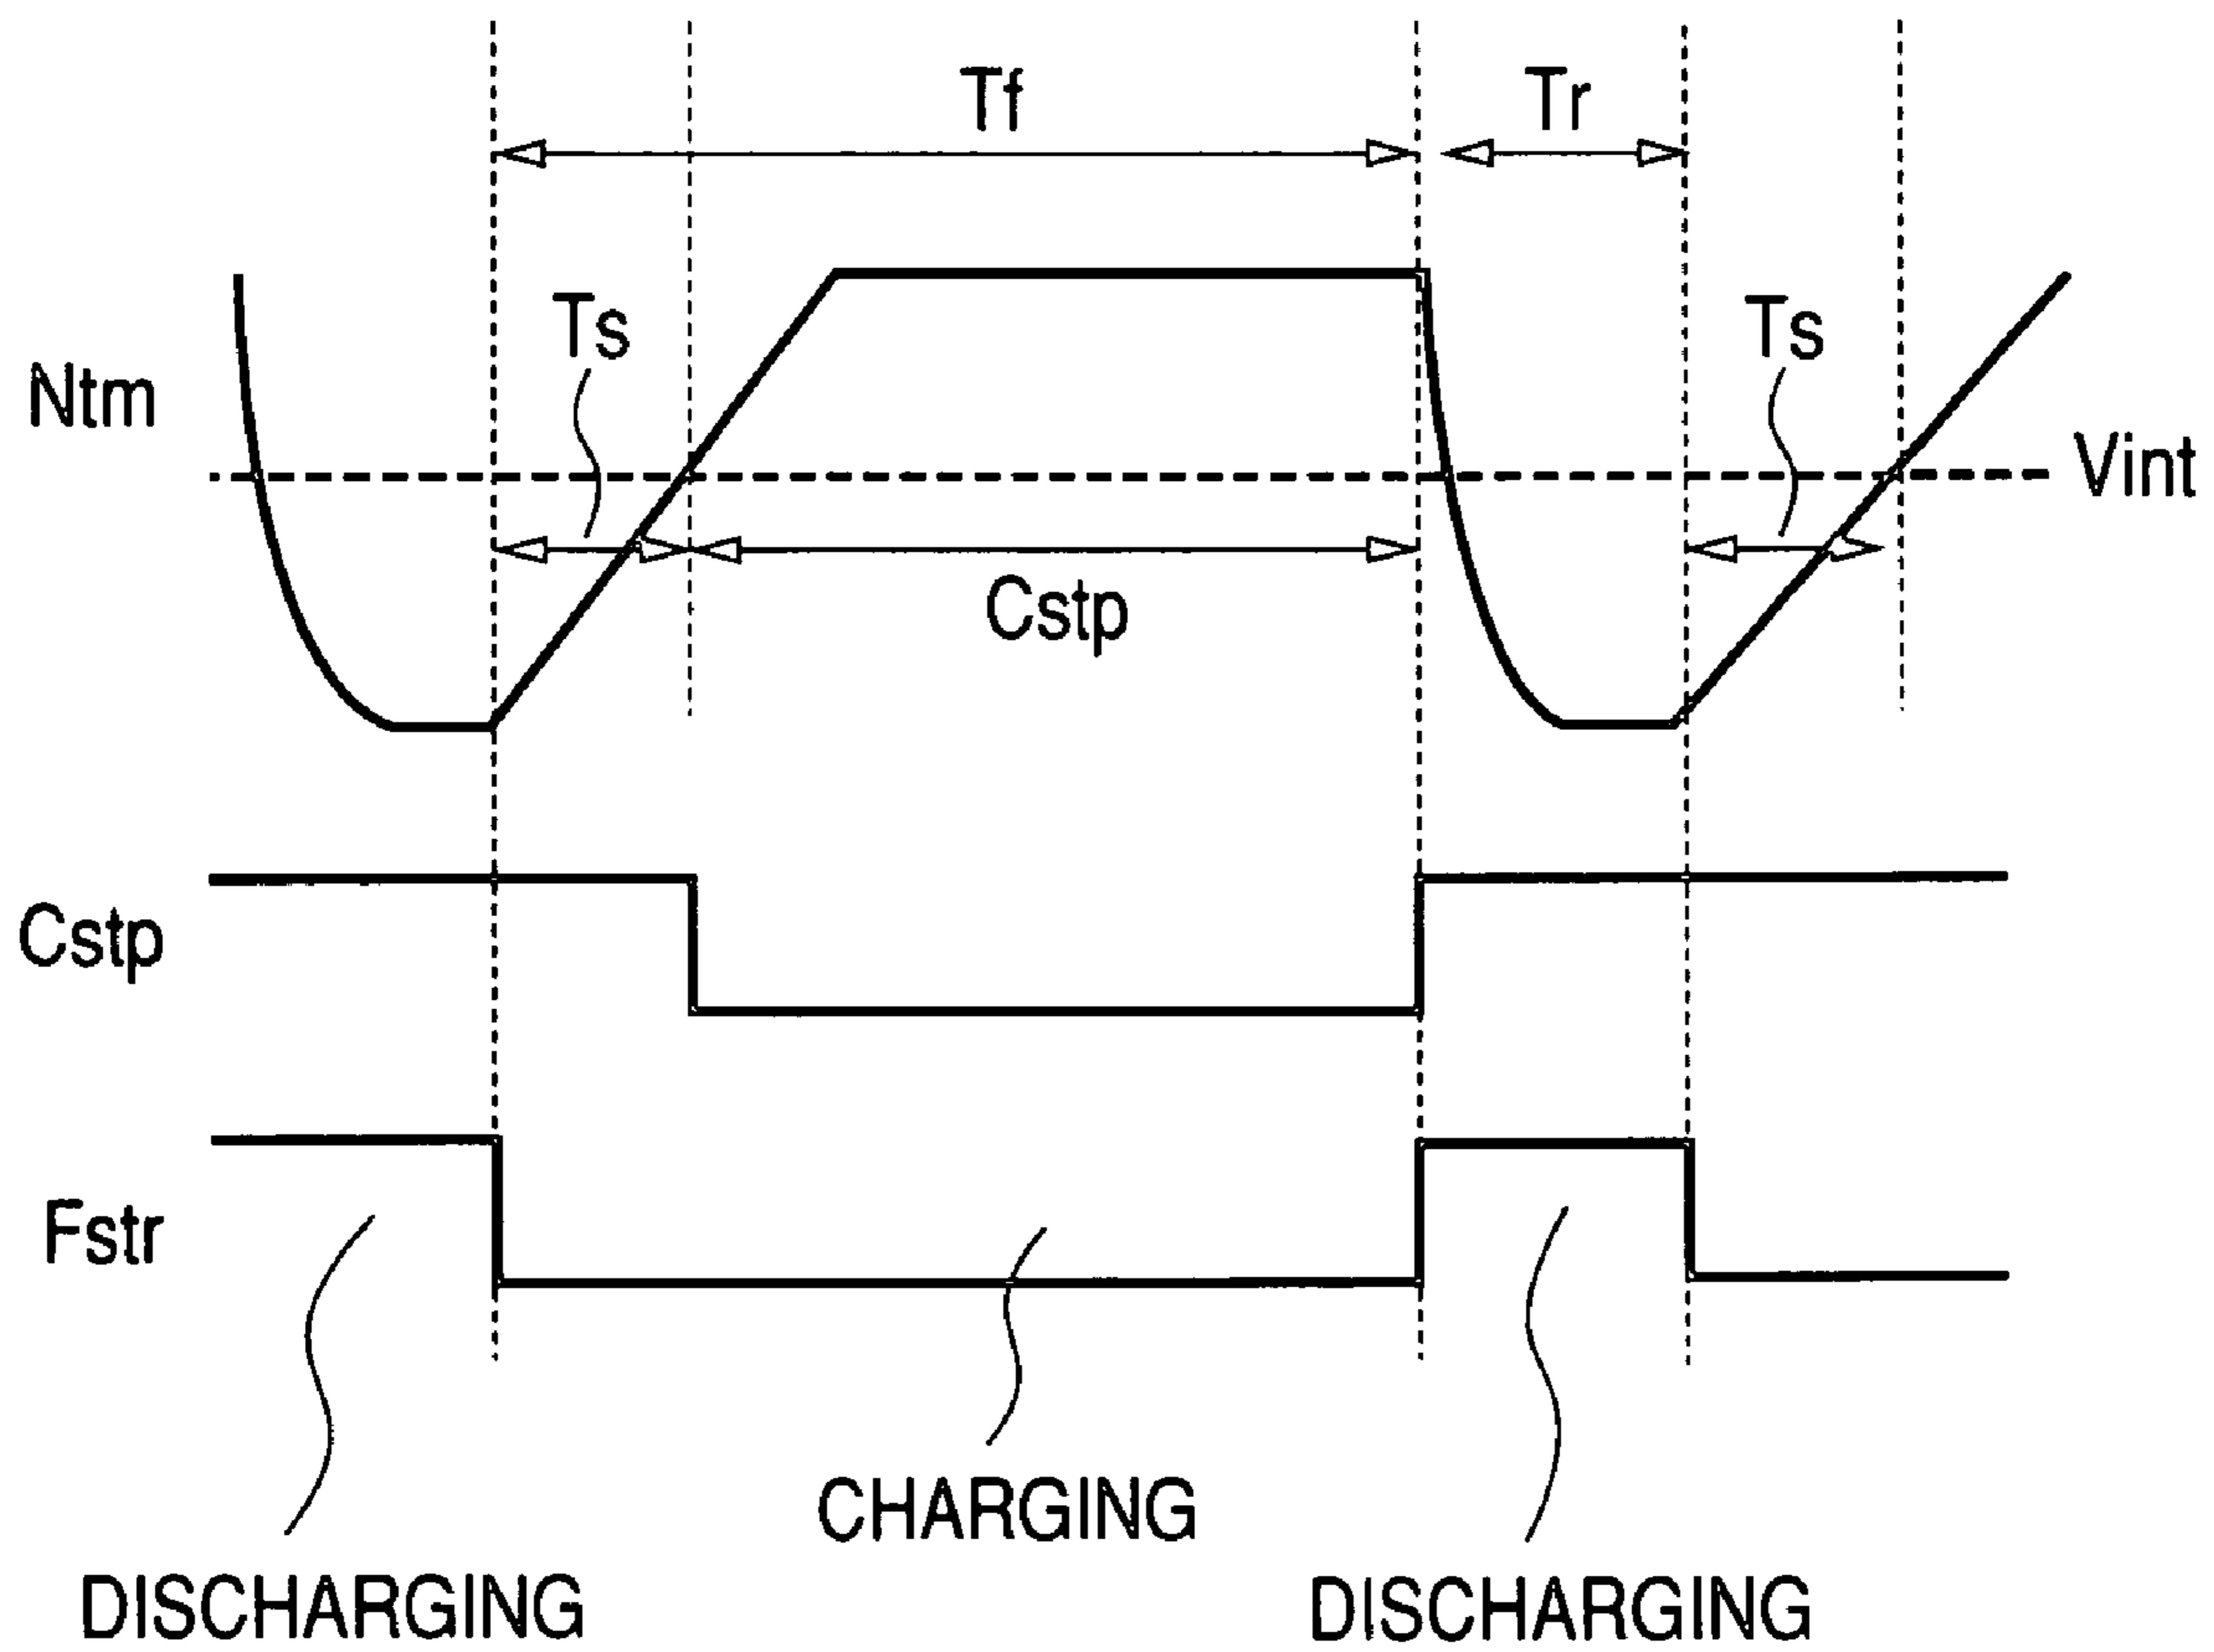 Tf
Tr
Ts
Ts
Ntm
Vint
Cstp
Cstp
Fstr
CHARGING
DISCHARGING
DISCHARGING